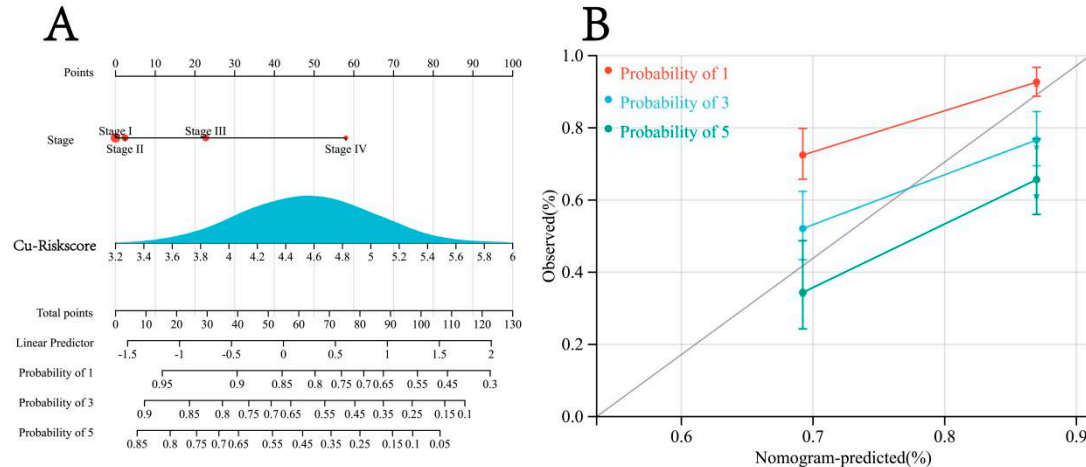 A
Points
0 10 20 30 40 50 60 70 80 90 100
Stage
Stage I
Stage III
Stage II
Stage IV
Cu-Riskscore
3.2 3.4 3.6 3.8 4 4.2 4.4 4.6 4.8 5 5.2 5.4 5.6 5.8 6
Total points
0 10 20 30 40 50 60 70 80 90 100 110 120 130
Linear Predictor
-1.5 -1 -0.5 0 0.5 1 1.5 2
Probability of 1
0.95 0.9 0.85 0.8 0.75 0.7 0.65 0.55 0.45 0.3
Probability of 3
0.9 0.85 0.8 0.75 0.7 0.65 0.55 0.45 0.35 0.25 0.15 0.1
Probability of 5
0.85 0.8 0.75 0.7 0.65 0.55 0.45 0.35 0.25 0.15 0.1 0.05
B
Observed(%)
1.0
0.8
0.6
0.4
0.2
0.0
Probability of 1
Probability of 3
Probability of 5
0.6 0.7 0.8 0.9
Nomogram-predicted(%)